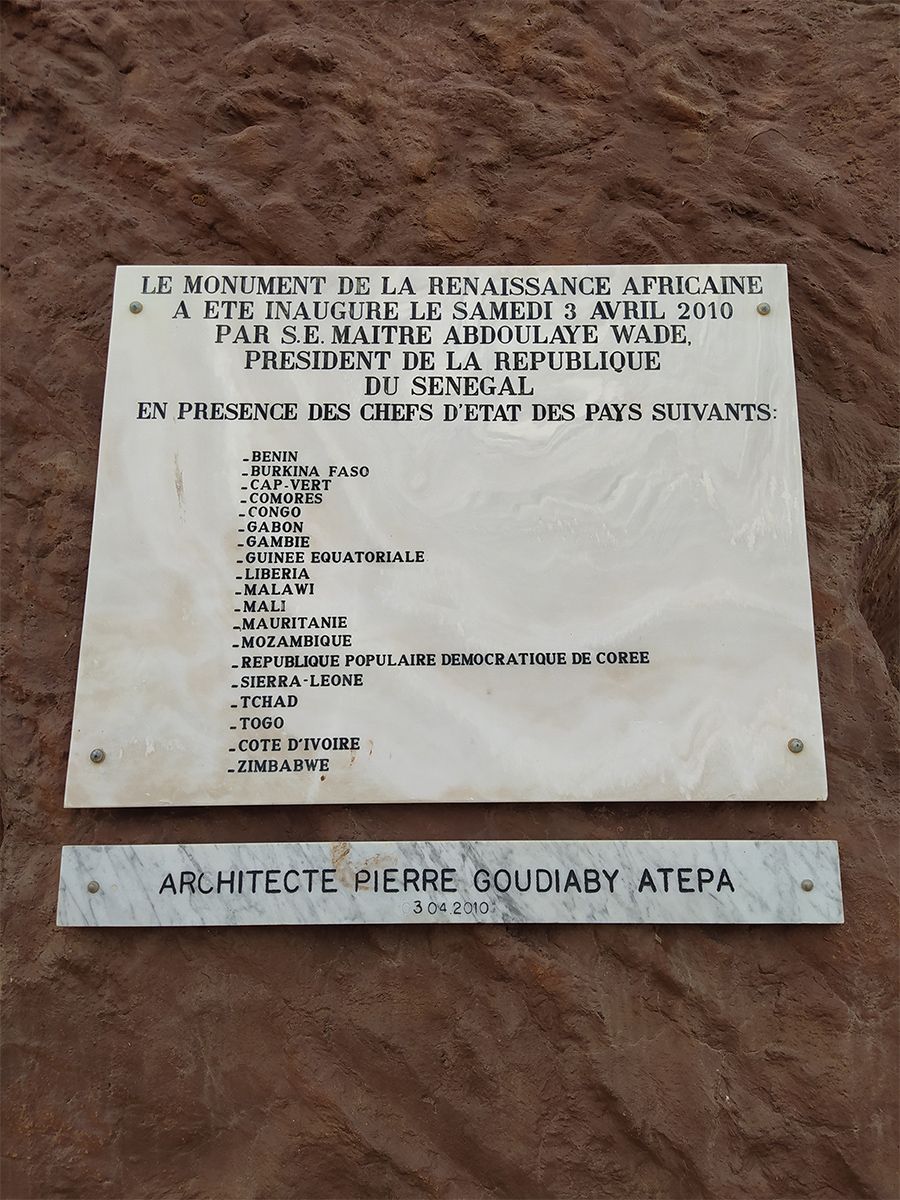 LE MONUMENT DE LA RENAISSANCE AFRICAINE
A ETE INAUGURE LE SAMEDI 3 AVRIL 2010
PAR S.E. MAITRE ABDOULAYE WADE,
PRESIDENT DE LA REPUBLIQUE
DU SENEGAL
EN PRESENCE DES CHEFS D'ETAT DES PAYS SUIVANTS:
-BENIN
-BURKINA FASO
-CAP-VERT
-COMORES
-CONGO
-GABON
-GAMBIE
-GUINEE EQUATORIALE
-LIBERIA
-MALAWI
-MALI
-MAURITANIE
-MOZAMBIQUE
-REPUBLIQUE POPULAIRE DEMOCRATIQUE DE COREE
-SIERRA-LEONE
-TCHAD
-TOGO
-COTE D'IVOIRE
-ZIMBABWE
ARCHITECTE PIERRE GOUDIABY ATEPA
03.04.2010